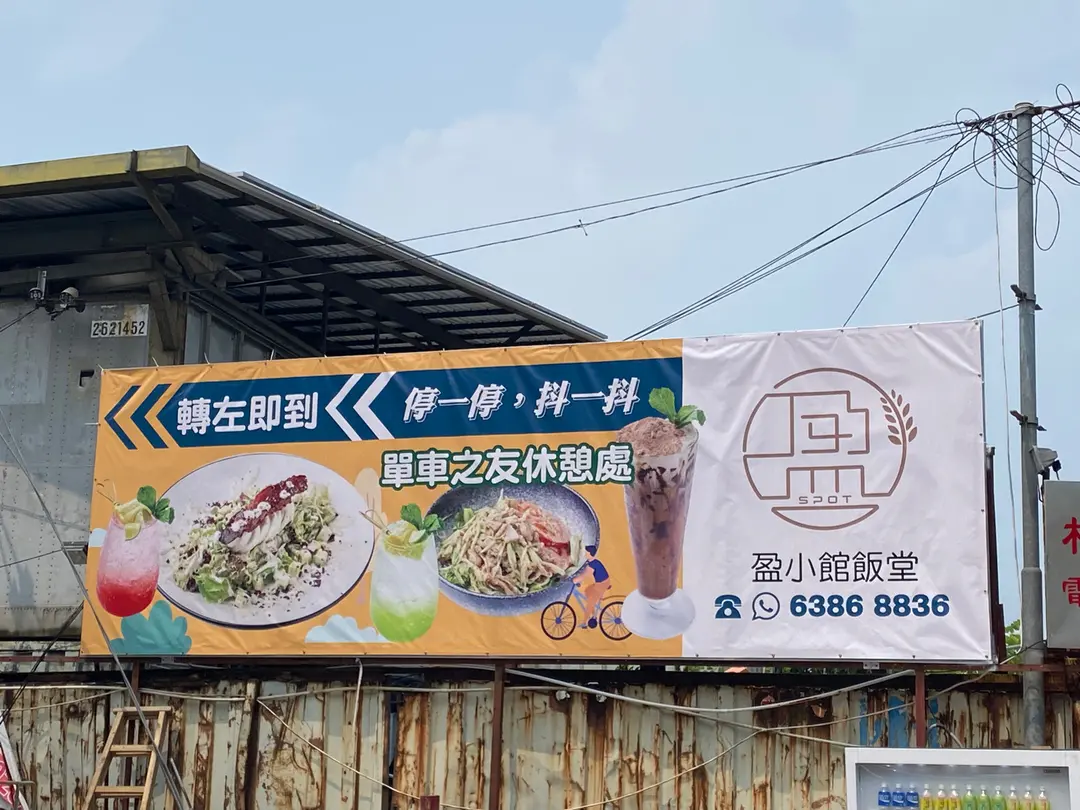 2621452
轉左即到
停一停，抖一抖
單車之友休憩處
盈
SPOT
盈小館飯堂
6386 8836